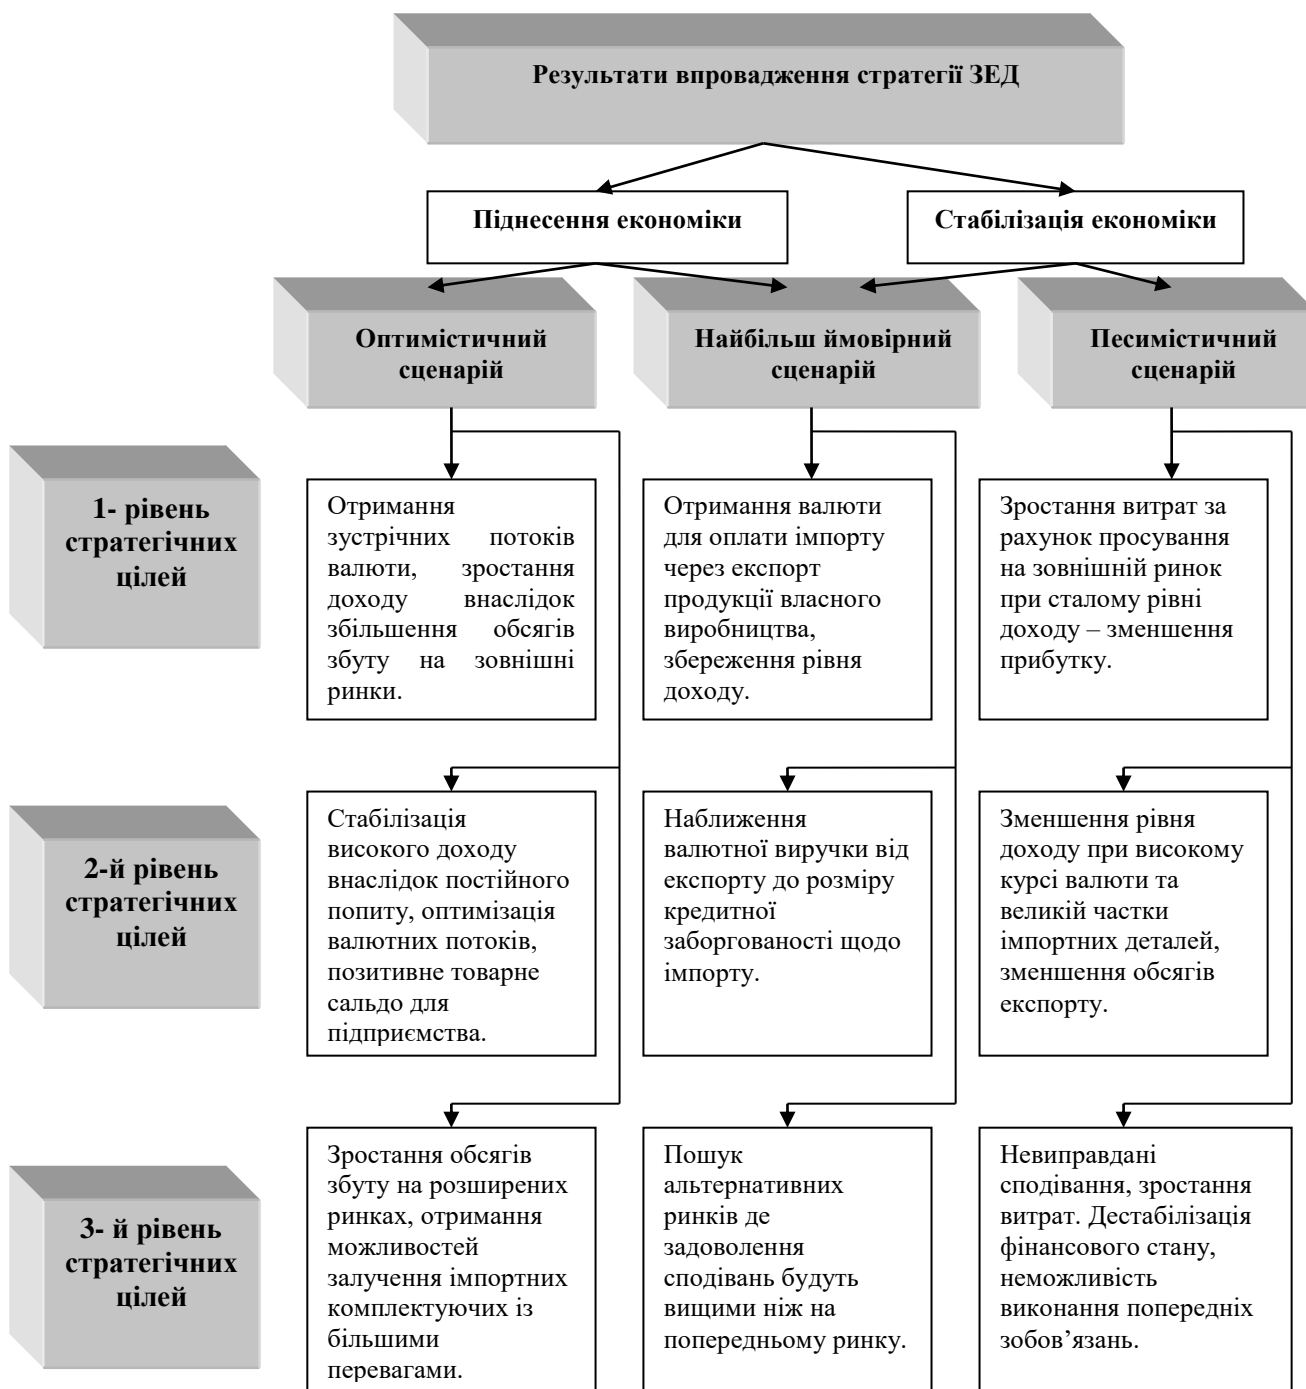 Результати впровадження стратегії ЗЕД
Піднесення економіки
Стабілізація економіки
Оптимістичний
сценарій
Найбільш ймовірний
сценарій
Песимістичний
сценарій
1- рівень
стратегічних
цілей
Отримання
зустрічних потоків
валюти, зростання
доходу внаслідок
збільшення обсягів
збуту на зовнішні
ринки.
Отримання валюти
для оплати імпорту
через експорт
продукції власного
виробництва,
збереження рівня
доходу.
Зростання витрат за
рахунок просування
на зовнішній ринок
при сталому рівні
доходу – зменшення
прибутку.
2-й рівень
стратегічних
цілей
Стабілізація
високого доходу
внаслідок постійного
попиту, оптимізація
валютних потоків,
позитивне товарне
сальдо для
підприємства.
Наближення
валютної виручки від
експорту до розміру
кредитної
заборгованості щодо
імпорту.
Зменшення рівня
доходу при високому
курсі валюти та
великій частки
імпортних деталей,
зменшення обсягів
експорту.
3- й рівень
стратегічних
цілей
Зростання обсягів
збуту на розширених
ринках, отримання
можливостей
залучення імпортних
комплектуючих із
більшими
перевагами.
Пошук
альтернативних
ринків де
задоволення
сподівань будуть
вищими ніж на
попередньому ринку.
Невиправдані
сподівання, зростання
витрат. Дестабілізація
фінансового стану,
неможливість
виконання попередніх
зобов’язань.